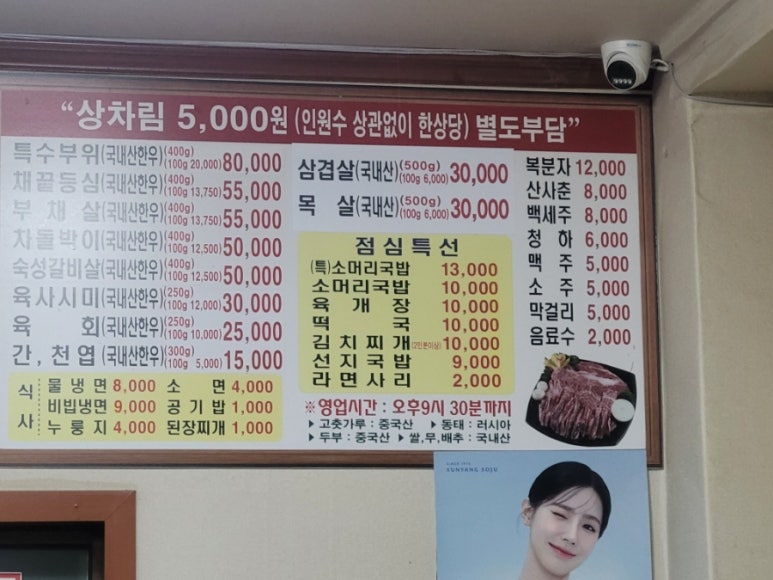 “상차림 5,000원 (인원수 상관없이 한상당) 별도부담”
특수부위(국내산한우)(400g)(100g 20,000) 80,000
채끝등심(국내산한우)(400g)(100g 13,750) 55,000
부채살(국내산한우)(400g)(100g 13,750) 55,000
차돌박이(국내산한우)(400g)(100g 12,500) 50,000
숙성갈비살(국내산한우)(400g)(100g 12,500) 50,000
육사시미(국내산한우)(250g)(100g 12,000) 30,000
육회(국내산한우)(250g)(100g 10,000) 25,000
간,천엽(국내산한우)(300g)(100g 5,000) 15,000
식사
물냉면 8,000 소면 4,000
비빔냉면 9,000 공기밥 1,000
누룽지 4,000 된장찌개 1,000
삼겹살(국내산)(500g)(100g 6,000) 30,000
목살(국내산)(500g)(100g 6,000) 30,000
점심특선
(특)소머리국밥 13,000
소머리국밥 10,000
육개장 10,000
떡국 10,000
김치찌개(2인분이상) 10,000
선지국밥 9,000
라면사리 2,000
※영업시간 : 오후9시 30분까지
▶고춧가루 : 중국산 ▶동태 : 러시아
▶두부 : 중국산 ▶쌀,무,배추 : 국내산
복분자 12,000
산사춘 8,000
백세주 8,000
청하 6,000
맥주 5,000
소주 5,000
막걸리 5,000
음료수 2,000
SINCE 1970
SUNYANG SOJU